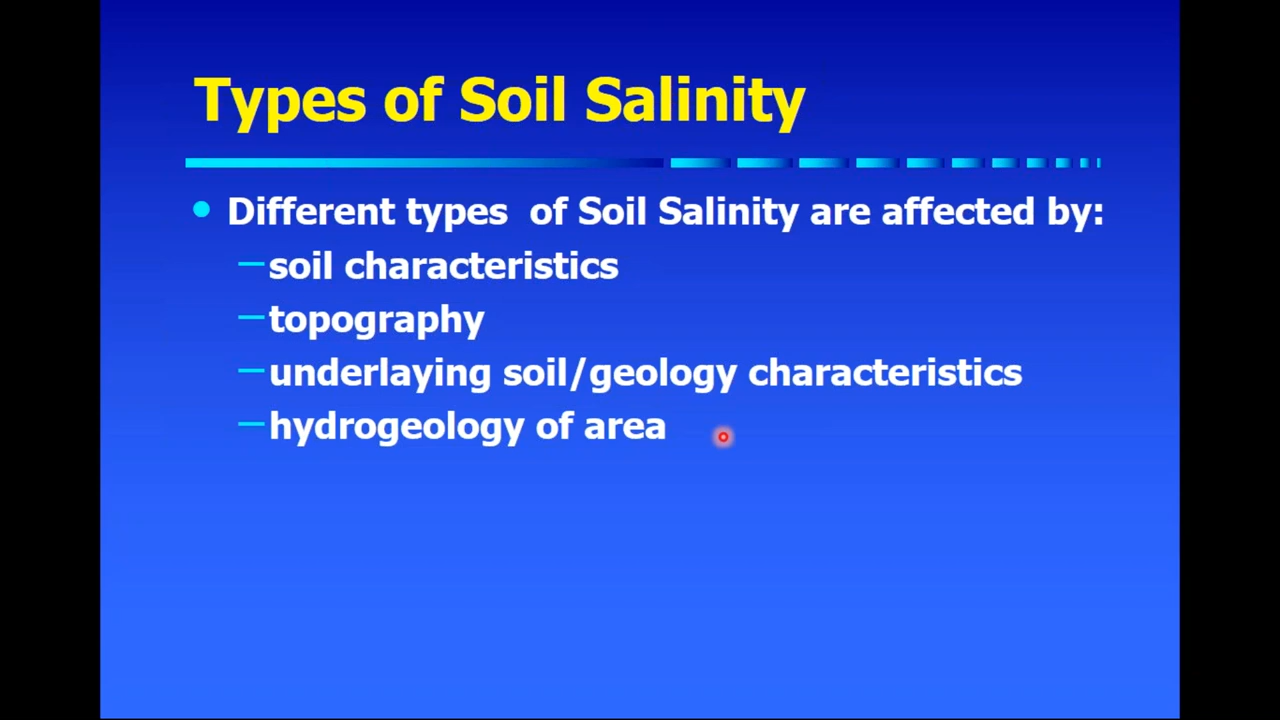 Types of Soil Salinity
Different types  of Soil Salinity are affected by:
soil characteristics
topography
underlaying soil/geology characteristics
hydrogeology of area